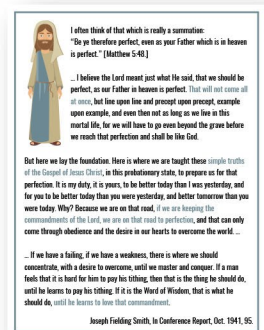 I often think of that which is really a summation:
"Be ye therefore perfect, even as your Father which is in heaven
is perfect." [Matthew 5:48.]
... I believe the Lord meant just what He said, that we should be
perfect, as our Father in heaven is perfect. That will not come all
at once, but line upon line and precept upon precept, example
upon example, and even then not as long as we live in this
mortal life, for we will have to go even beyond the grave before
we reach that perfection and shall be like God.
But here we lay the foundation. Here is where we are taught these simple truths
of the Gospel of Jesus Christ, in this probationary state, to prepare us for that
perfection. It is my duty, it is yours, to be better today than I was yesterday, and
for you to be better today than you were yesterday, and better tomorrow than you
were today. Why? Because we are on that road, if we are keeping the
commandments of the Lord, we are on that road to perfection, and that can only
come through obedience and the desire in our hearts to overcome the world. ...
... If we have a failing, if we have a weakness, there is where we should
concentrate, with a desire to overcome, until we master and conquer. If a man
feels that it is hard for him to pay his tithing, then that is the thing he should do,
until he learns to pay his tithing. If it is the Word of Wisdom, that is what he
should do, until he learns to love that commandment.
Joseph Fielding Smith, In Conference Report, Oct. 1941, 95.